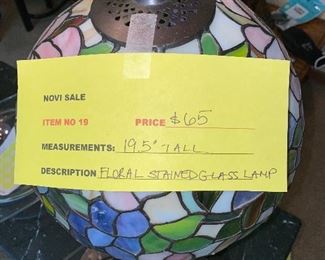 NOVI SALE
ITEM NO 19 PRICE $65
MEASUREMENTS: 19.5" TALL
DESCRIPTION FLORAL STAINED GLASS LAMP